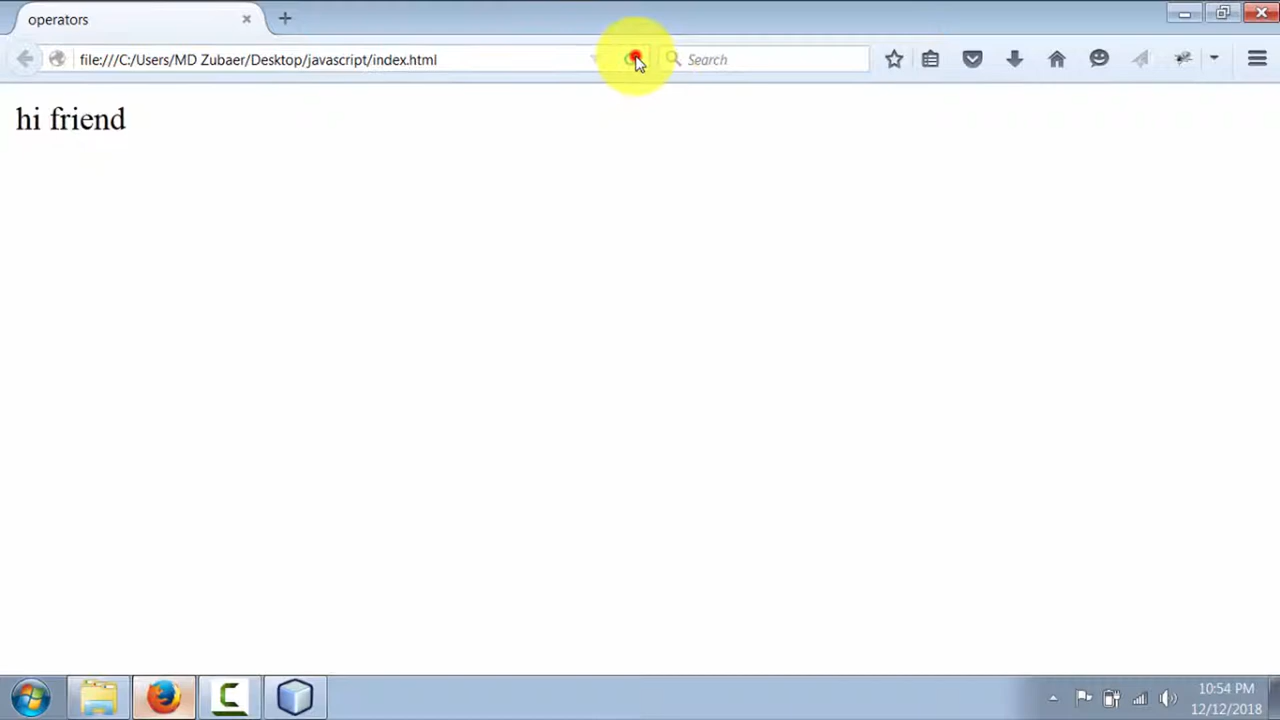 operators
file:///C:/Users/MD Zubaer/Desktop/javascript/index.html
Search
hi friend
10:54 PM
12/12/2018